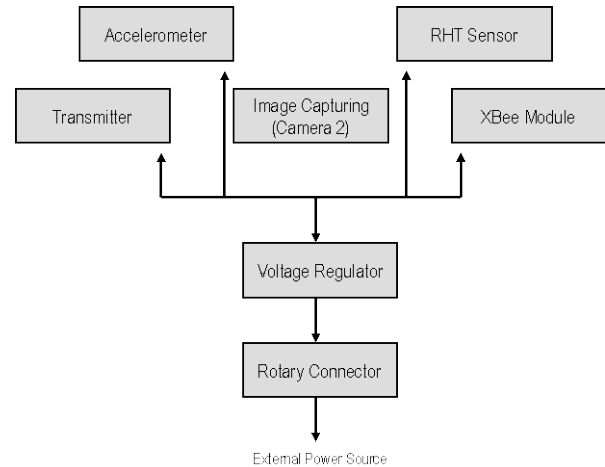 Accelerometer
RHT Sensor
Transmitter
Image Capturing
(Camera 2)
XBee Module
Voltage Regulator
Rotary Connector
External Power Source